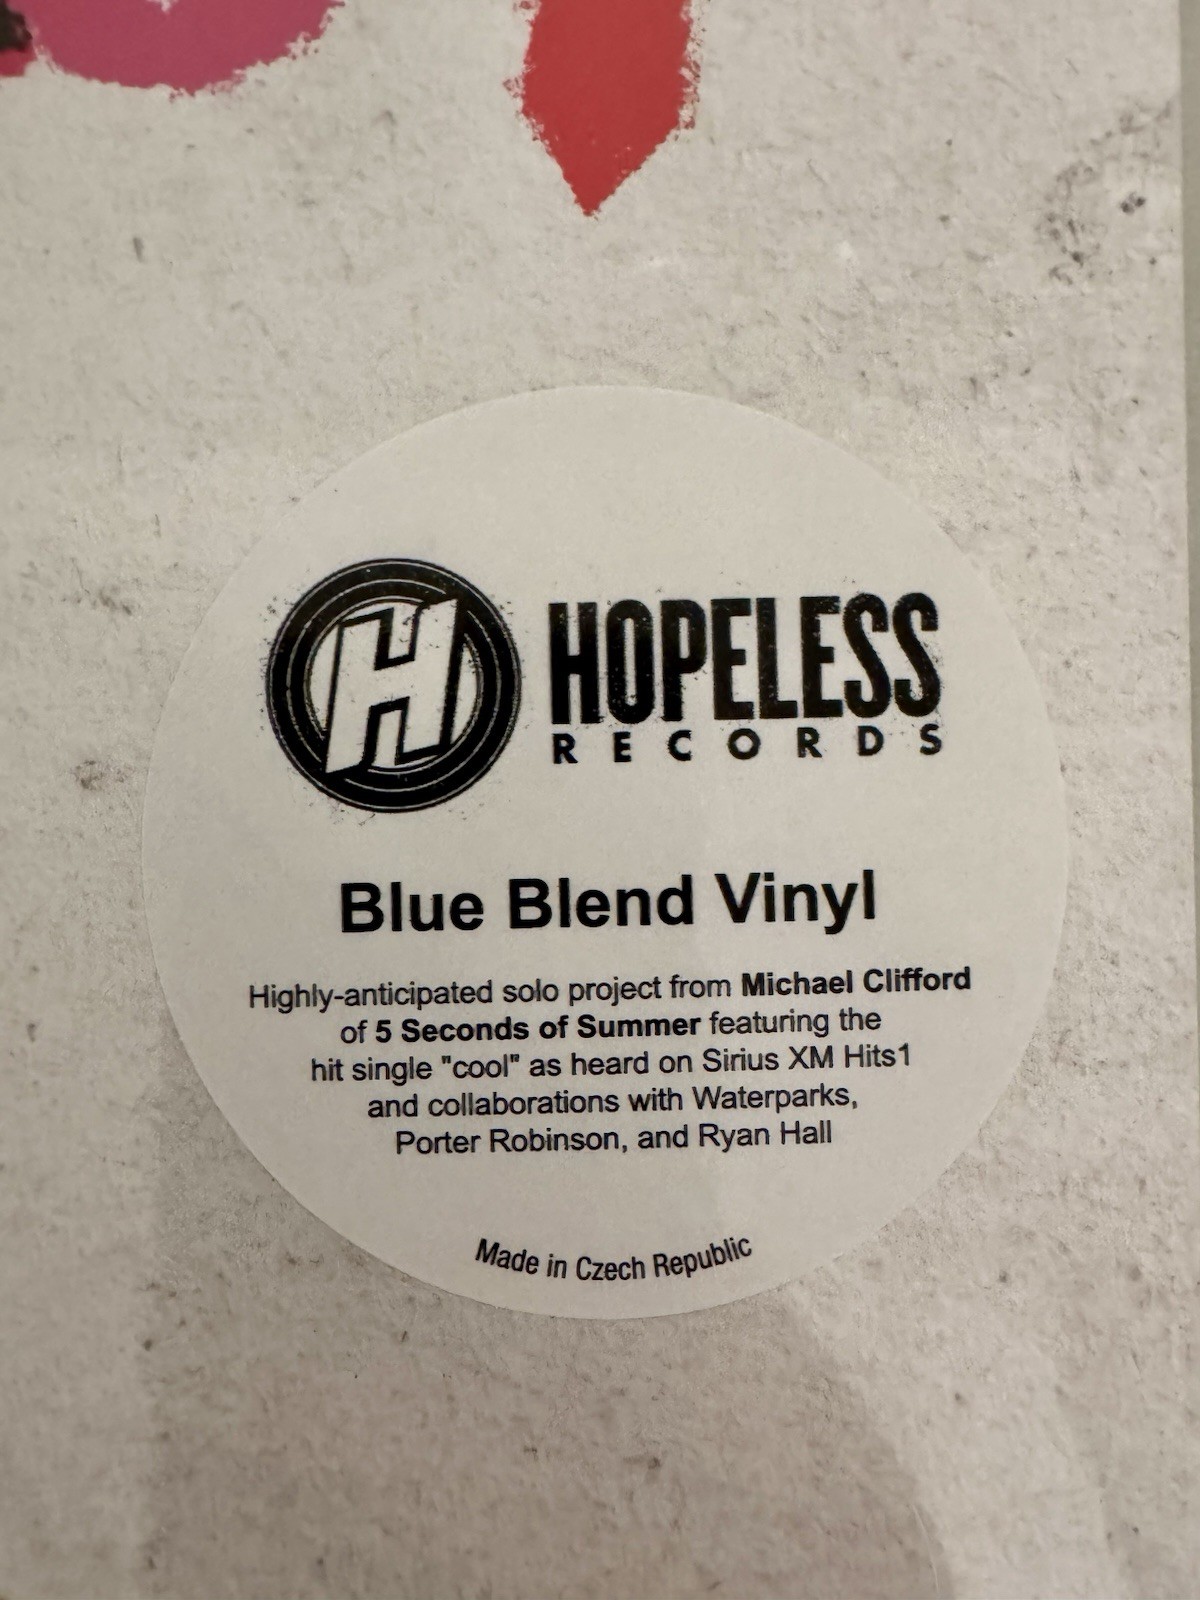 H
HOPELESS
RECORDS
Blue Blend Vinyl
Highly-anticipated solo project from Michael Clifford
of 5 Seconds of Summer featuring the
hit single "cool" as heard on Sirius XM Hits1
and collaborations with Waterparks,
Porter Robinson, and Ryan Hall
Made in Czech Republic